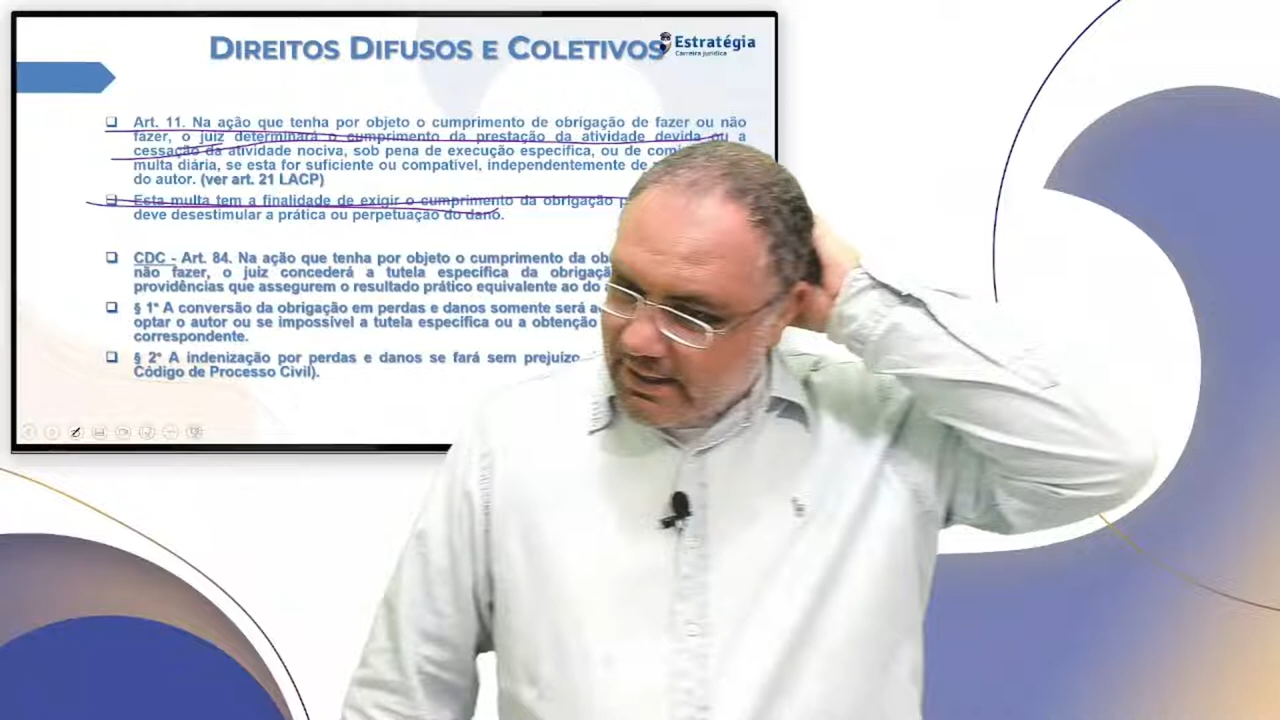 DIREITOS DIFUSOS E COLETIVOS
Estratégia
Carreira Jurídica
Art. 11. Na ação que tenha por objeto o cumprimento de obrigação de fazer ou não
fazer, o juiz determinará o cumprimento da prestação da atividade devida ou a
cessação da atividade nociva, sob pena de execução específica, ou de
multa diária, se esta for suficiente ou compatível, independentemente de
do autor. (ver art. 21 LACP)
Esta multa tem a finalidade de exigir o cumprimento da obrigação
deve desestimular a prática ou perpetuação do dano.
CDC - Art. 84. Na ação que tenha por objeto o cumprimento da
não fazer, o juiz concederá a tutela específica da
providências que assegurem o resultado prático equivalente ao do
§ 1° A conversão da obrigação em perdas e danos somente será
optar o autor ou se impossível a tutela específica ou a obtenção
correspondente.
§ 2° A indenização por perdas e danos se fará sem prejuízo
Código de Processo Civil).